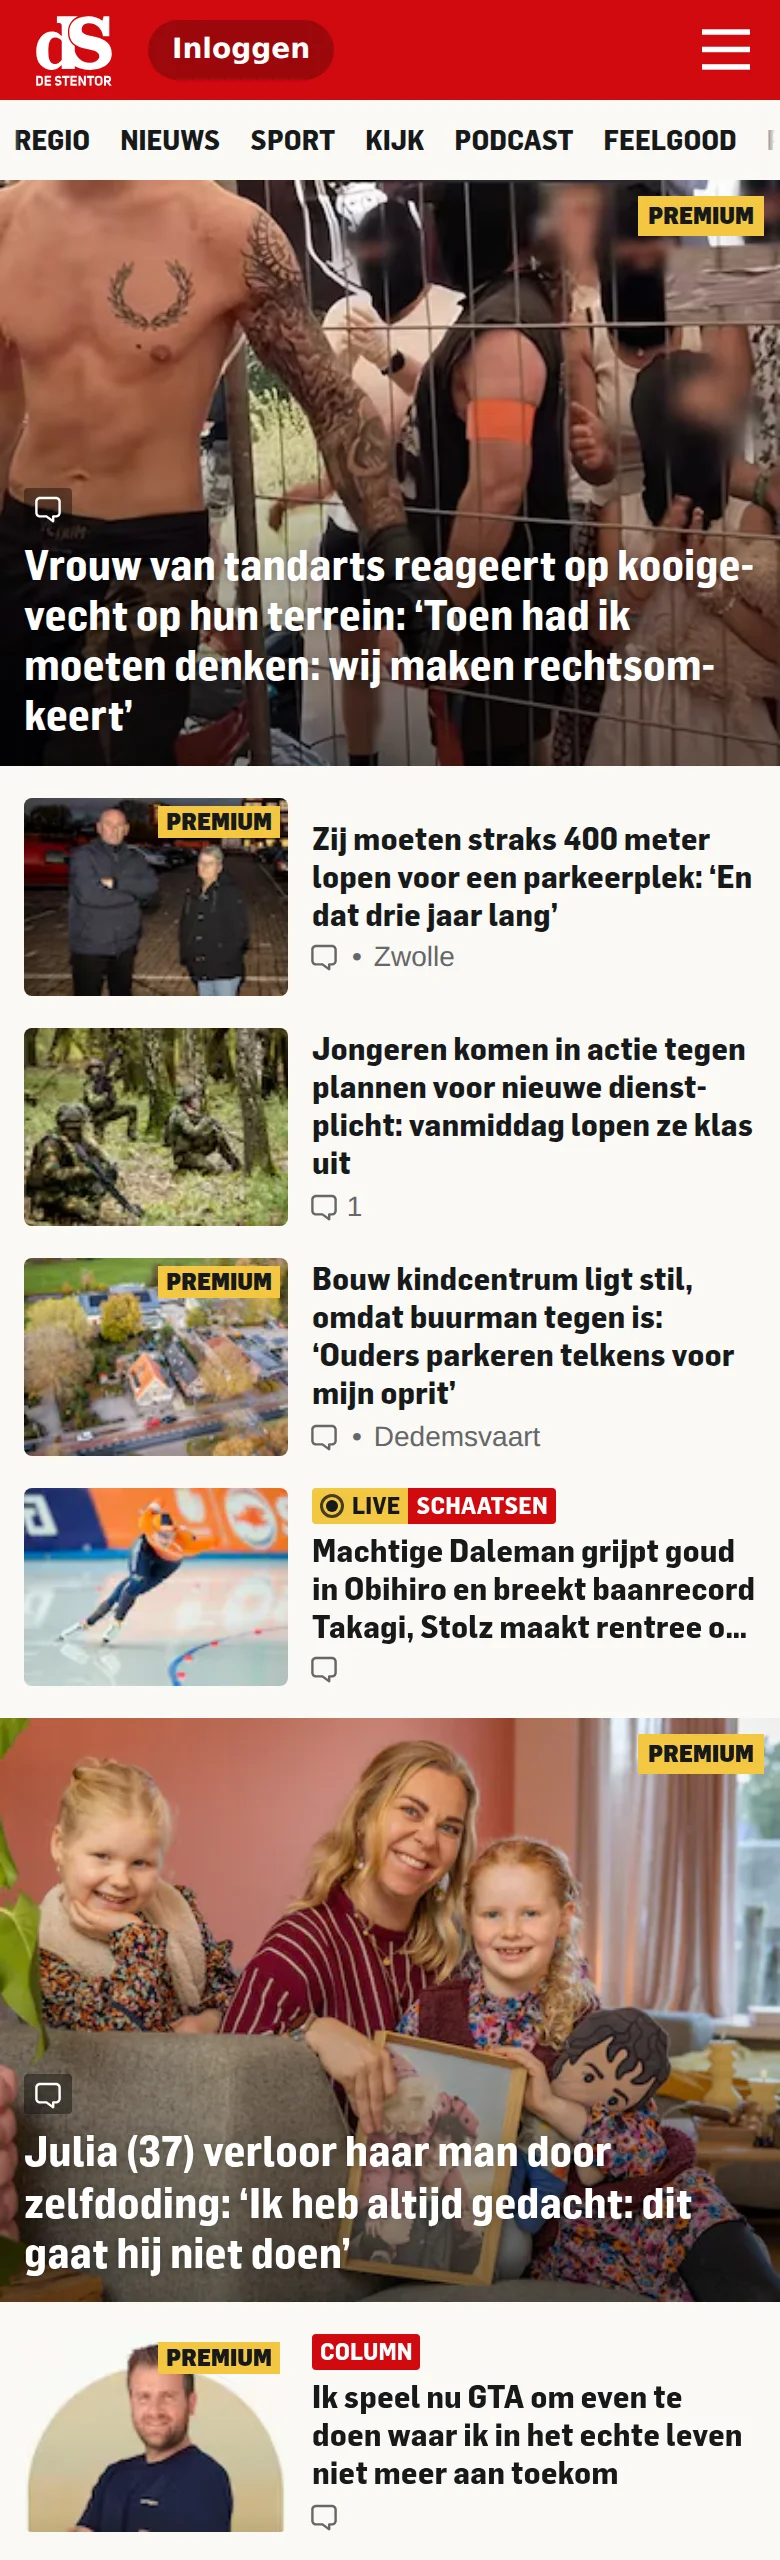 dS
DE STENTOR
Inloggen
REGIO NIEUWS SPORT KIJK PODCAST FEELGOOD
PREMIUM
Vrouw van tandarts reageert op kooige-
vecht op hun terrein: ‘Toen had ik
moeten denken: wij maken rechtsom-
keert’
PREMIUM
Zij moeten straks 400 meter
lopen voor een parkeerplek: ‘En
dat drie jaar lang’
• Zwolle
Jongeren komen in actie tegen
plannen voor nieuwe dienst-
plicht: vanmiddag lopen ze klas
uit
1
PREMIUM
Bouw kindcentrum ligt stil,
omdat buurman tegen is:
‘Ouders parkeren telkens voor
mijn oprit’
• Dedemsvaart
LIVE SCHAATSEN
Machtige Daleman grijpt goud
in Obihiro en breekt baanrecord
Takagi, Stolz maakt rentree o...
PREMIUM
Julia (37) verloor haar man door
zelfdoding: ‘Ik heb altijd gedacht: dit
gaat hij niet doen’
PREMIUM
COLUMN
Ik speel nu GTA om even te
doen waar ik in het echte leven
niet meer aan toekom